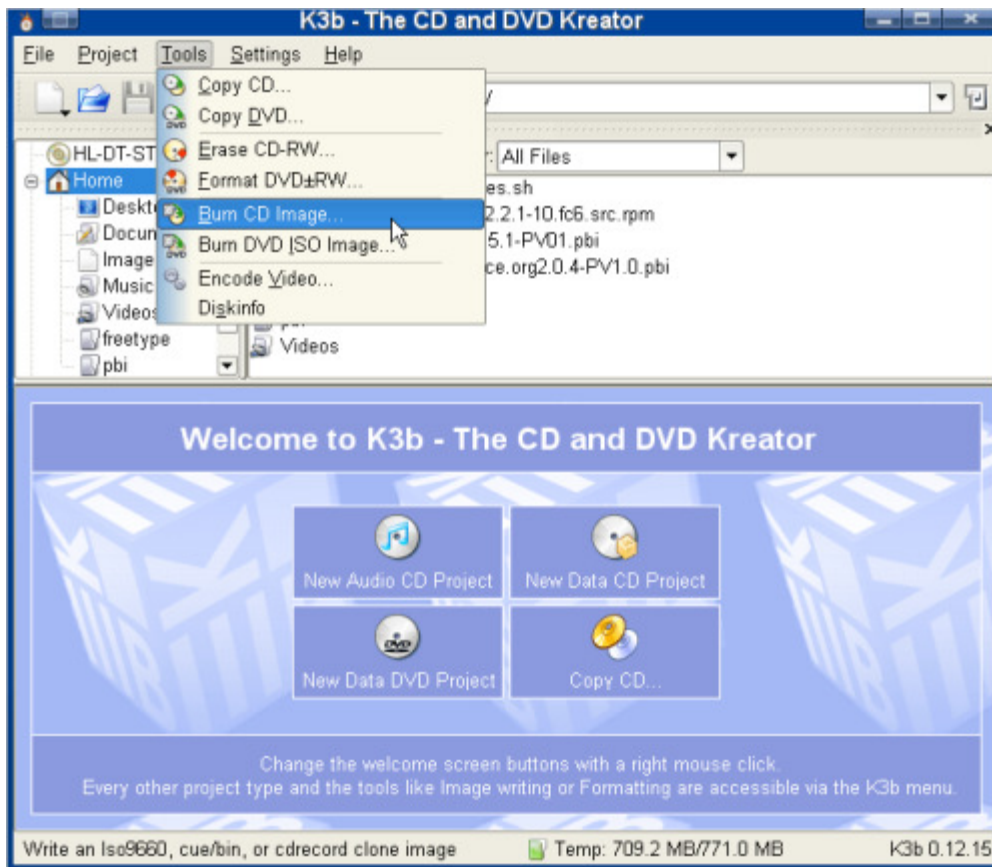 K3b - The CD and DVD Kreator
File Project Tools Settings Help
Copy CD...
/
Copy DVD...
HL-DT-ST
Erase CD-RW...
: All Files
Home
Format DVD±RW...
es.sh
Deskt
Burn CD Image...
2.2.1-10.fc6.src.rpm
Docun
Burn DVD ISO Image...
5.1-PV01.pbi
Image
Encode Video...
ce.org2.0.4-PV1.0.pbi
Music
Videos
Diskinfo
freetype
Videos
pbi
Welcome to K3b - The CD and DVD Kreator
New Audio CD Project
New Data CD Project
New Data DVD Project
Copy CD...
Change the welcome screen buttons with a right mouse click.
Every other project type and the tools like Image writing or Formatting are accessible via the K3b menu.
Write an Iso9660, cue/bin, or cdrecord clone image
Temp: 709.2 MB/771.0 MB
K3b 0.12.15